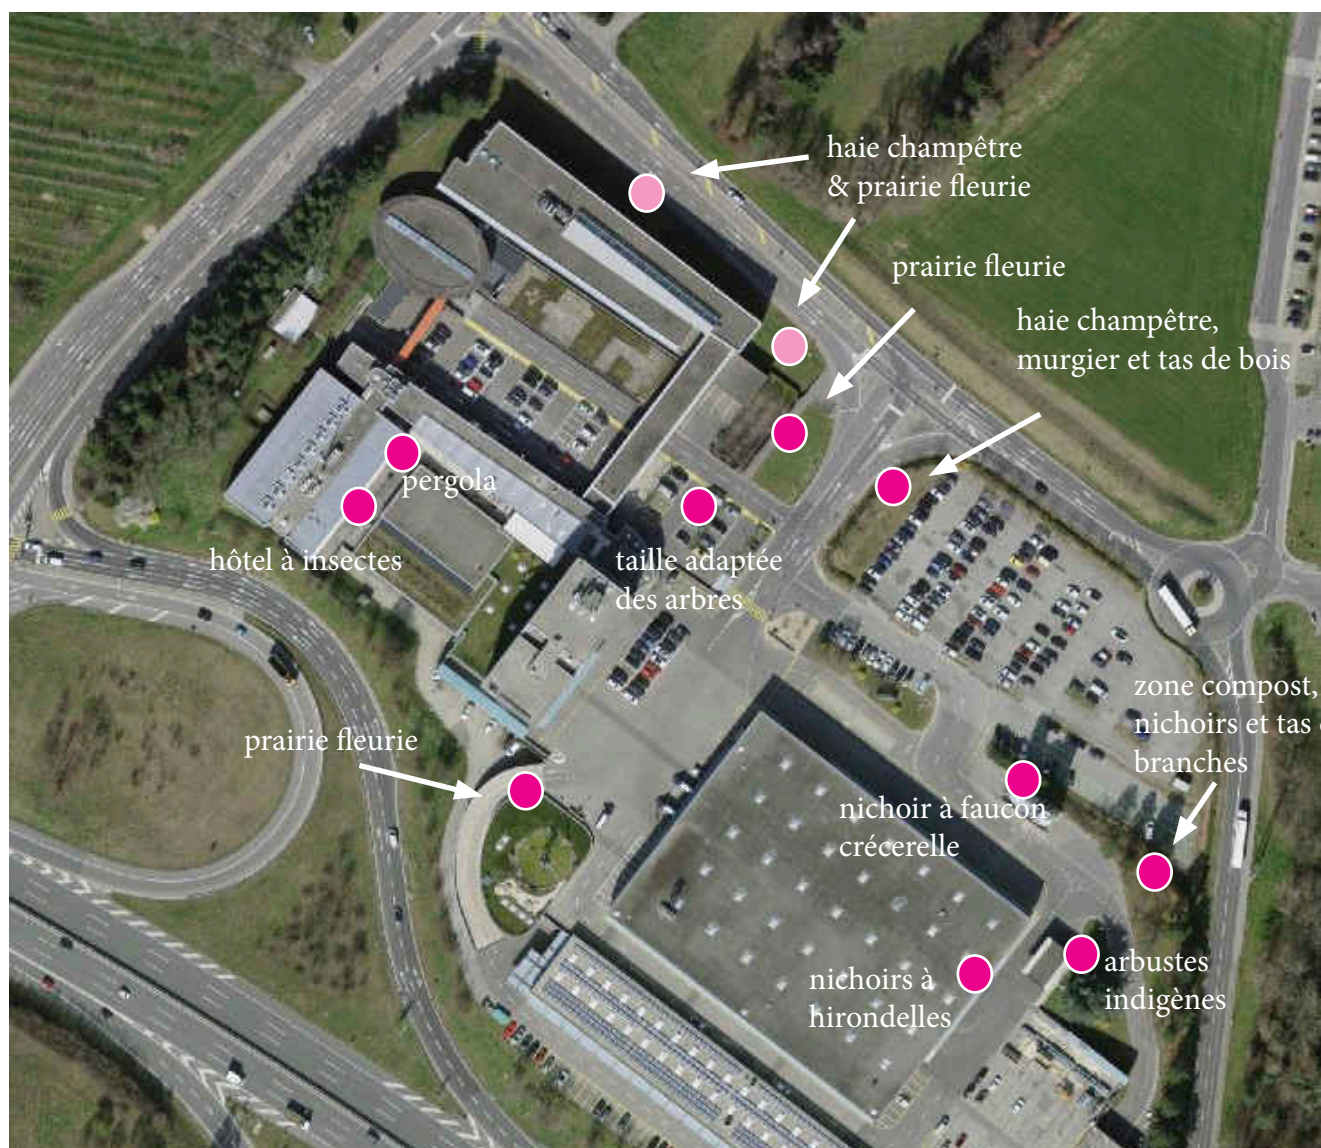 haie champêtre
& prairie fleurie
prairie fleurie
haie champêtre,
murgier et tas de bois
pergola
hôtel à insectes
taille adaptée
des arbres
zone compost,
nichoirs et tas
branches
prairie fleurie
nichoir à faucon
crécerelle
nichoirs à
hirondelles
arbustes
indigènes